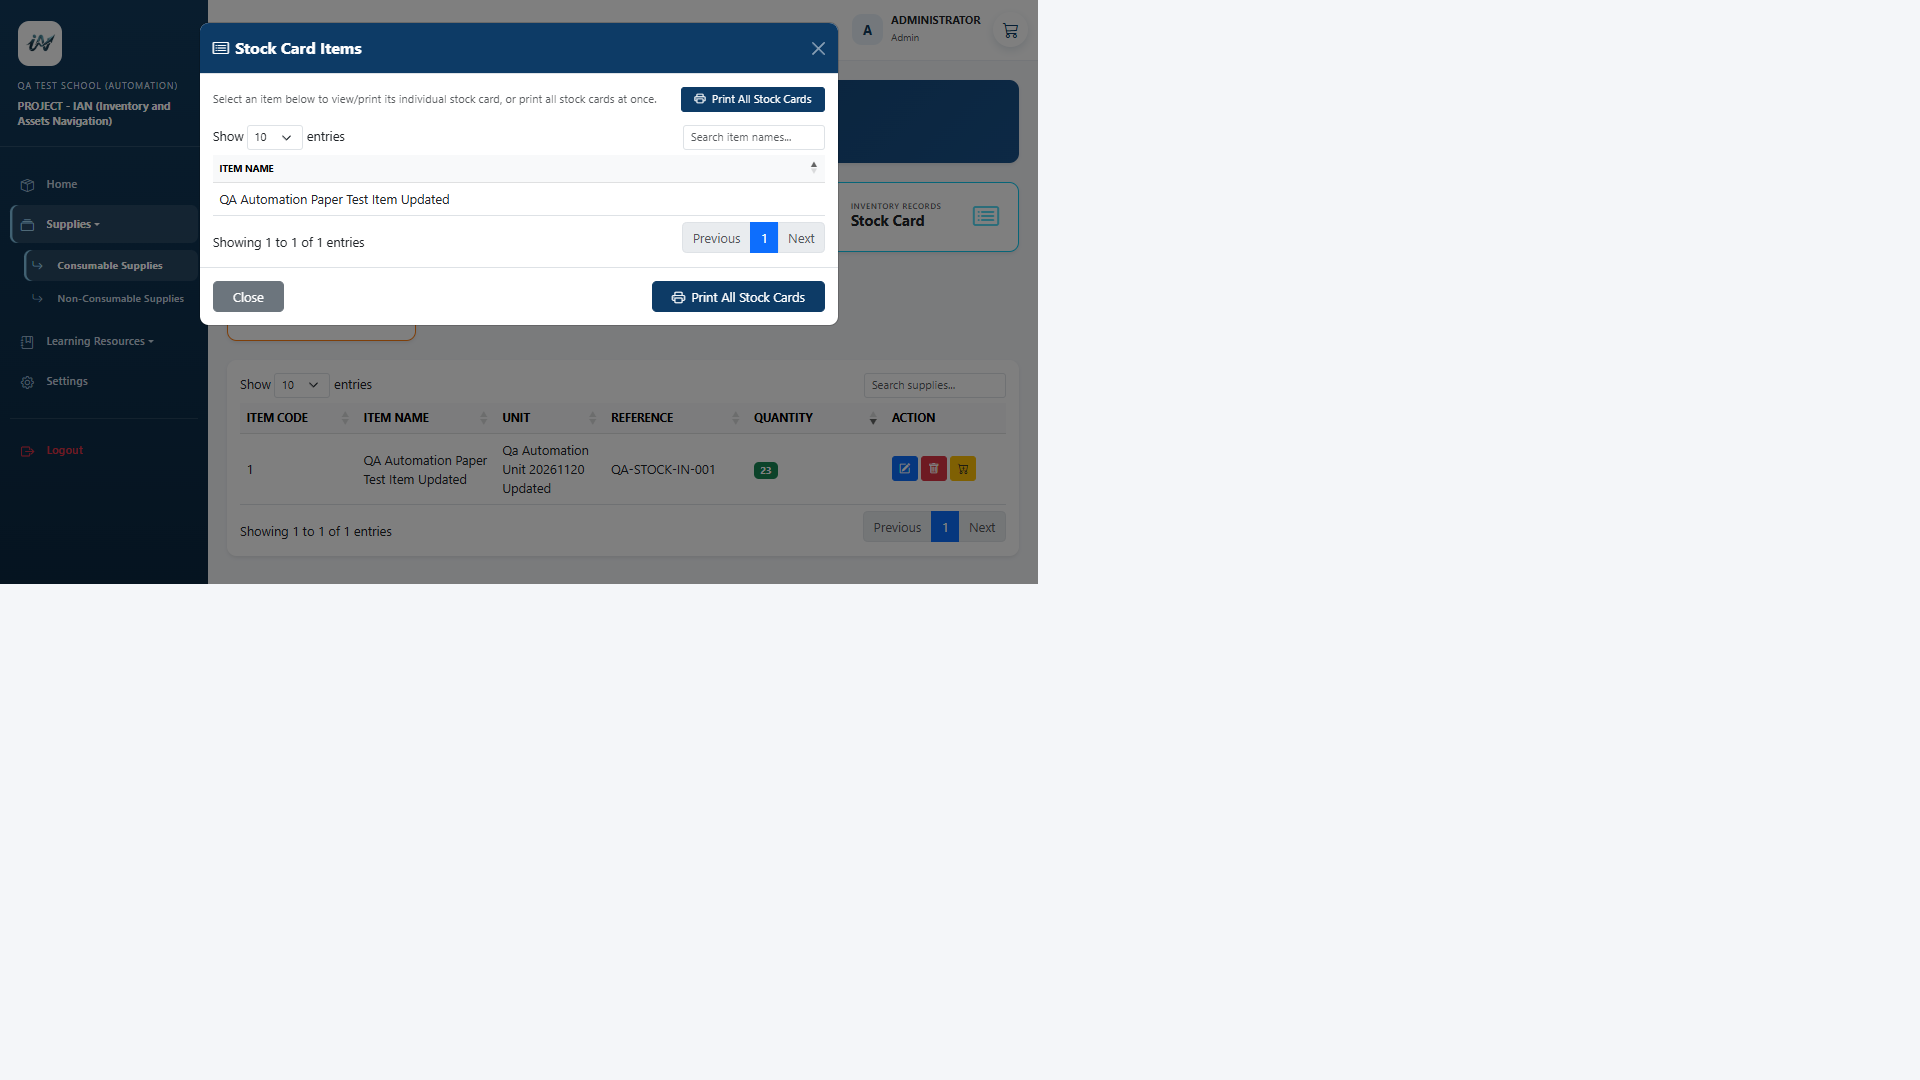 iAN
QA TEST SCHOOL (AUTOMATION)
PROJECT - IAN (Inventory and
Assets Navigation)
Home
Supplies
Consumable Supplies
Non-Consumable Supplies
Learning Resources
Settings
Logout
A
ADMINISTRATOR
Admin
Stock Card Items
Select an item below to view/print its individual stock card, or print all stock cards at once.
Print All Stock Cards
Show 10 entries
Search item names...
ITEM NAME
QA Automation Paper Test Item Updated
Showing 1 to 1 of 1 entries
Previous 1 Next
Close
Print All Stock Cards
INVENTORY RECORDS
Stock Card
Show 10 entries
Search supplies...
ITEM CODE ITEM NAME UNIT REFERENCE QUANTITY ACTION
1
QA Automation Paper
Test Item Updated
Qa Automation
Unit 20261120
Updated
QA-STOCK-IN-001
23
Showing 1 to 1 of 1 entries
Previous 1 Next